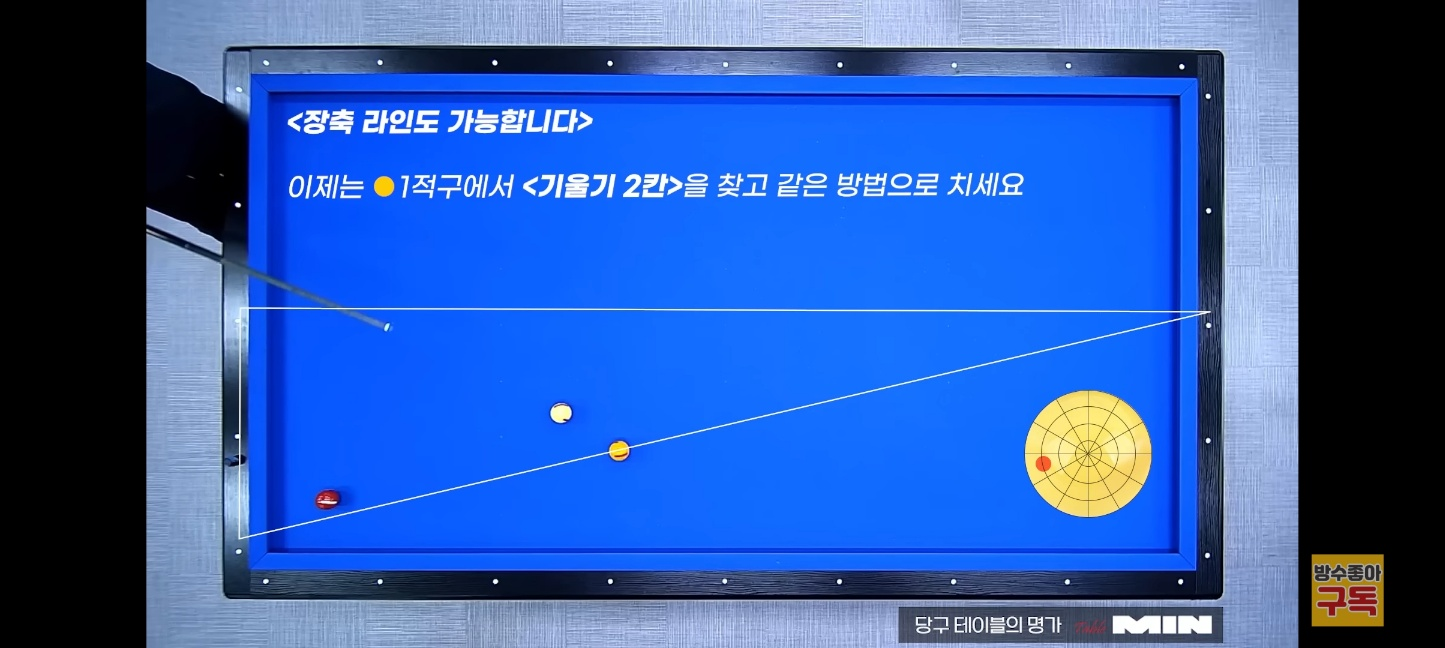 <장축 라인도 가능합니다>
이제는 1적구에서 <기울기 2칸>을 찾고 같은 방법으로 치세요
방수좋아
구독
당구 테이블의 명가 Table MIN